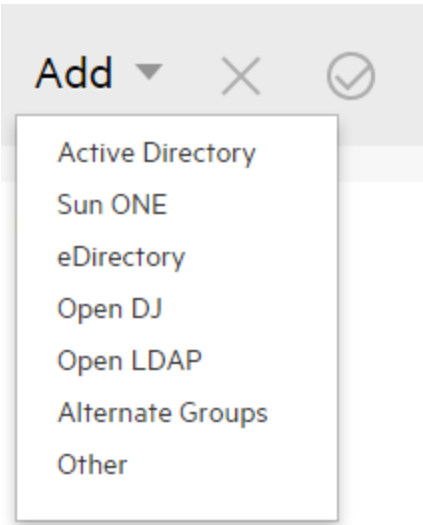 Add
Active Directory
Sun ONE
eDirectory
Open DJ
Open LDAP
Alternate Groups
Other